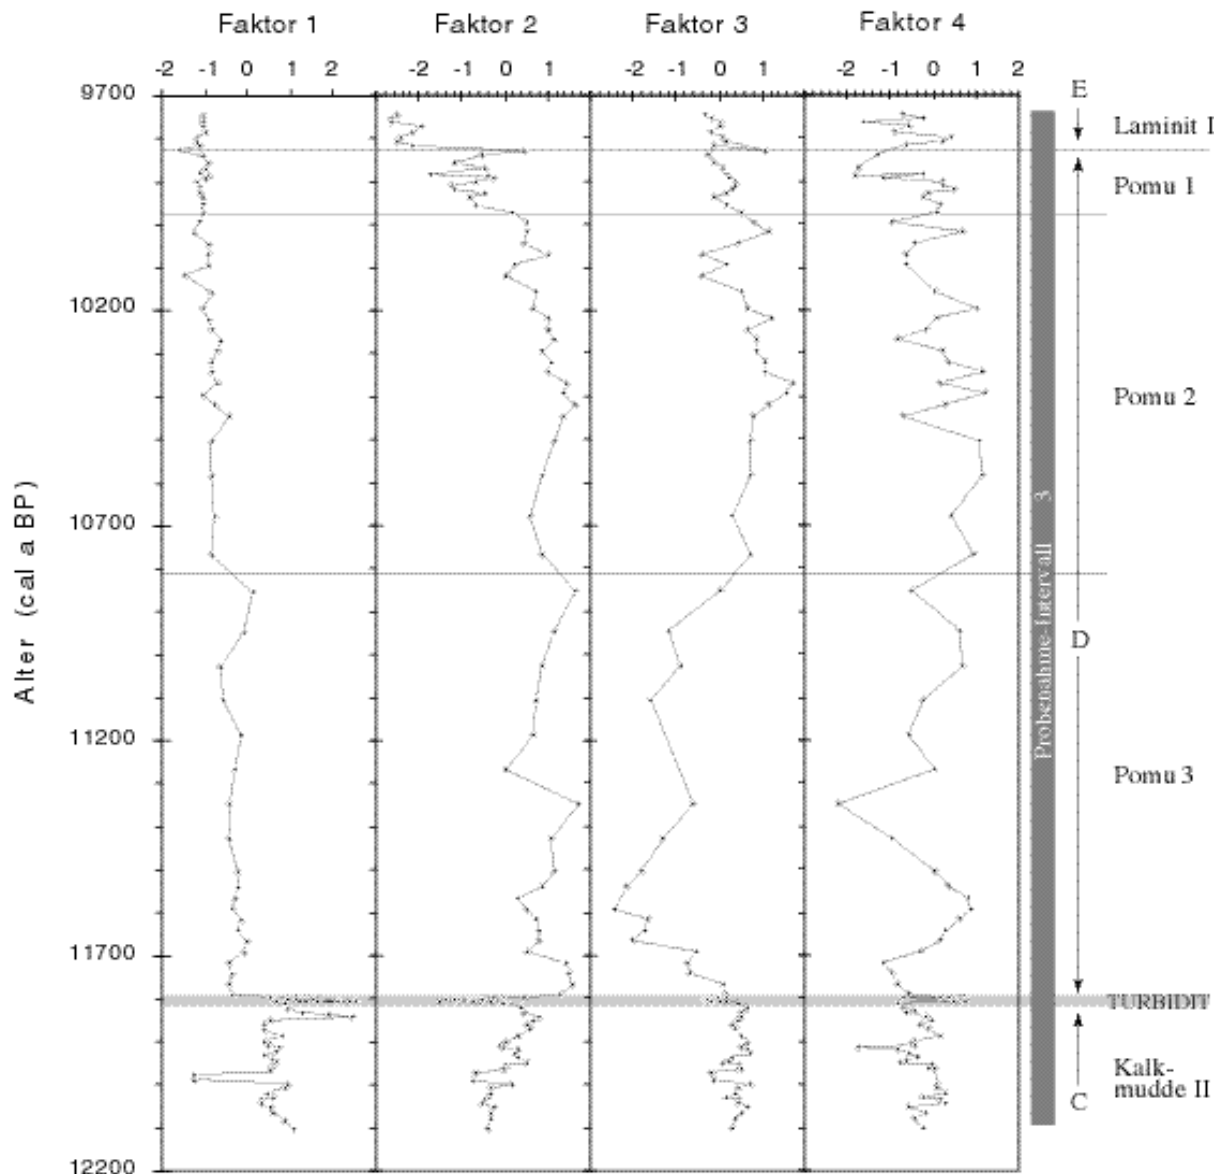 Faktor 1 Faktor 2 Faktor 3 Faktor 4
-2 -1 0 1 2 -2 -1 0 1 -2 -1 0 1 -2 -1 0 1 2
9700
E
Laminit I
Pomu 1
10200
Pomu 2
10700
Alter (cal a BP)
Probenahme-Intervall 3
D
11200
Pomu 3
11700
TURBIDIT
Kalk-
mudde II
C
12200